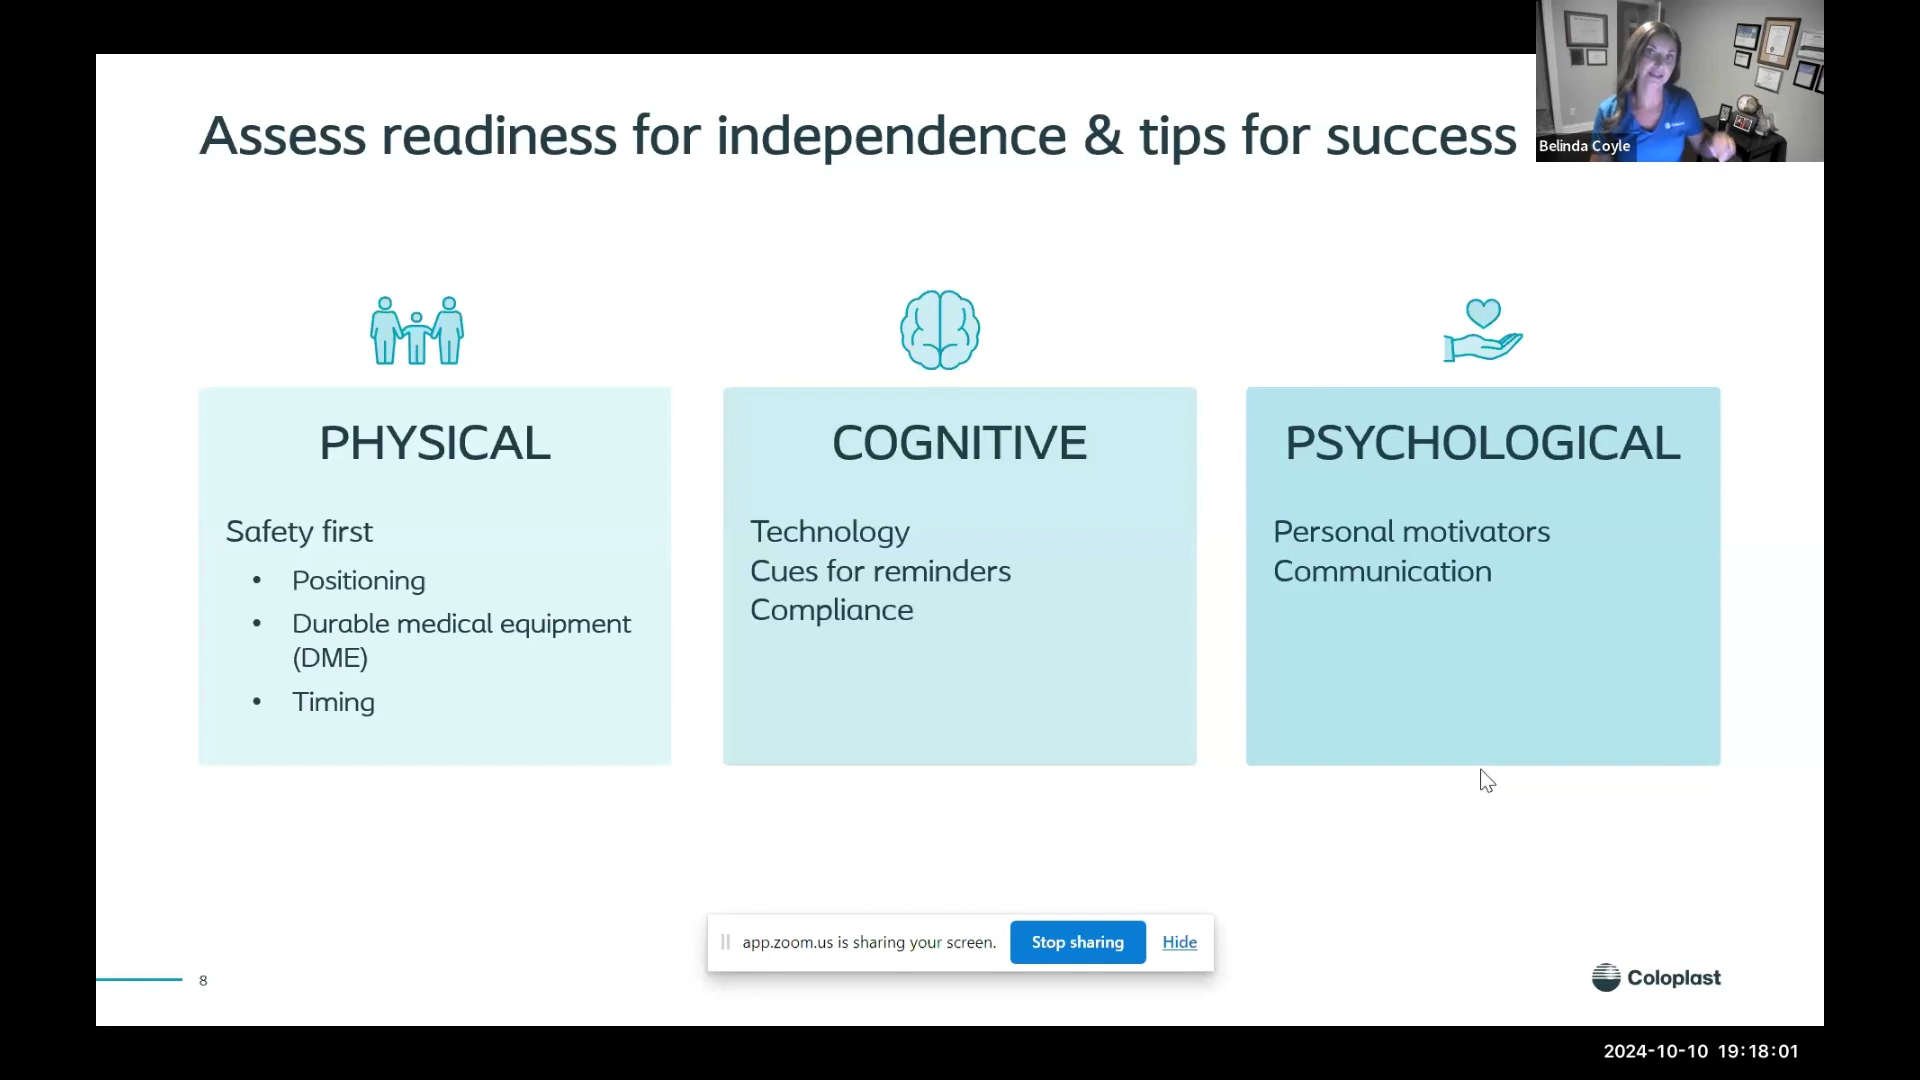 Assess readiness for independence & tips for success
Belinda Coyle
PHYSICAL
Safety first
• Positioning
• Durable medical equipment
(DME)
• Timing
COGNITIVE
Technology
Cues for reminders
Compliance
PSYCHOLOGICAL
Personal motivators
Communication
app.zoom.us is sharing your screen.
Stop sharing
Hide
8
Coloplast
2024-10-10 19:18:01